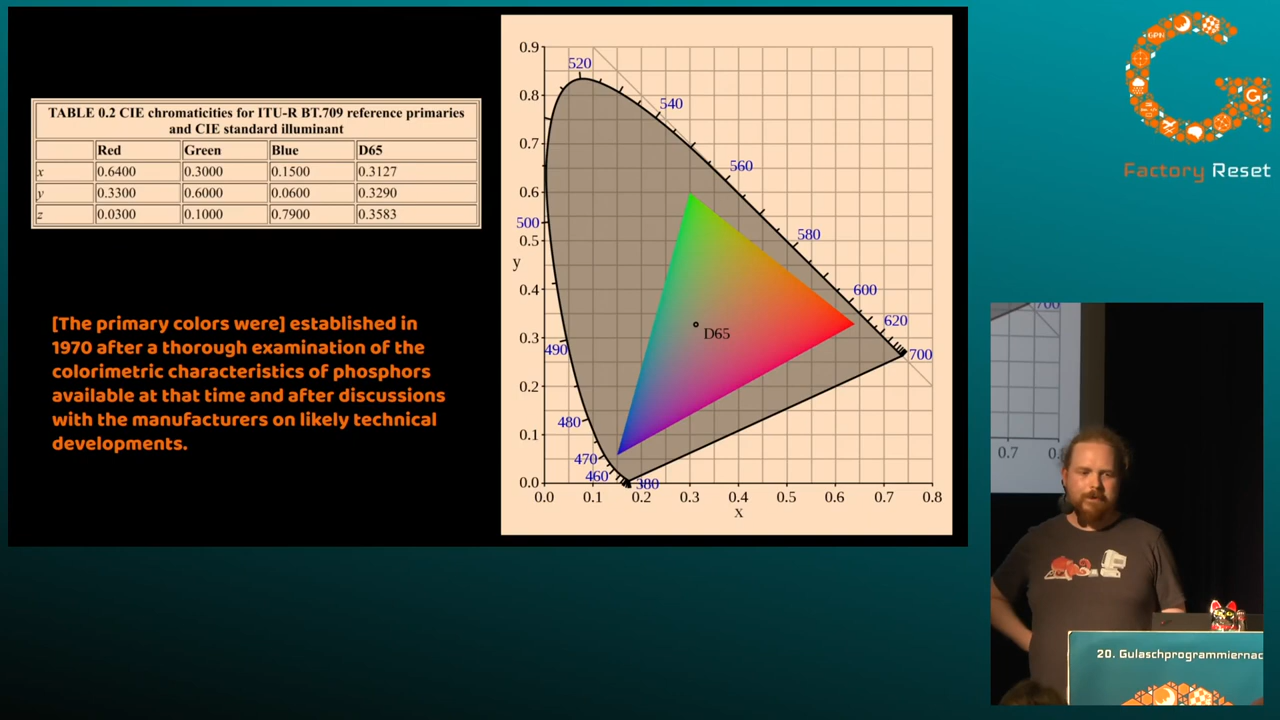 TABLE 0.2 CIE chromaticities for ITU-R BT.709 reference primaries
and CIE standard illuminant
Red Green Blue D65
x 0.6400 0.3000 0.1500 0.3127
y 0.3300 0.6000 0.0600 0.3290
z 0.0300 0.1000 0.7900 0.3583
[The primary colors were] established in
1970 after a thorough examination of the
colorimetric characteristics of phosphors
available at that time and after discussions
with the manufacturers on likely technical
developments.
0.9
0.8
0.7
0.6
0.5
0.4
0.3
0.2
0.1
0.0
y
520
540
560
580
600
620
700
500
490
480
470
460
380
D65
0.0 0.1 0.2 0.3 0.4 0.5 0.6 0.7 0.8
x
GPN
G
Factory Reset
700
0.7
20. Gulaschprogrammiernac